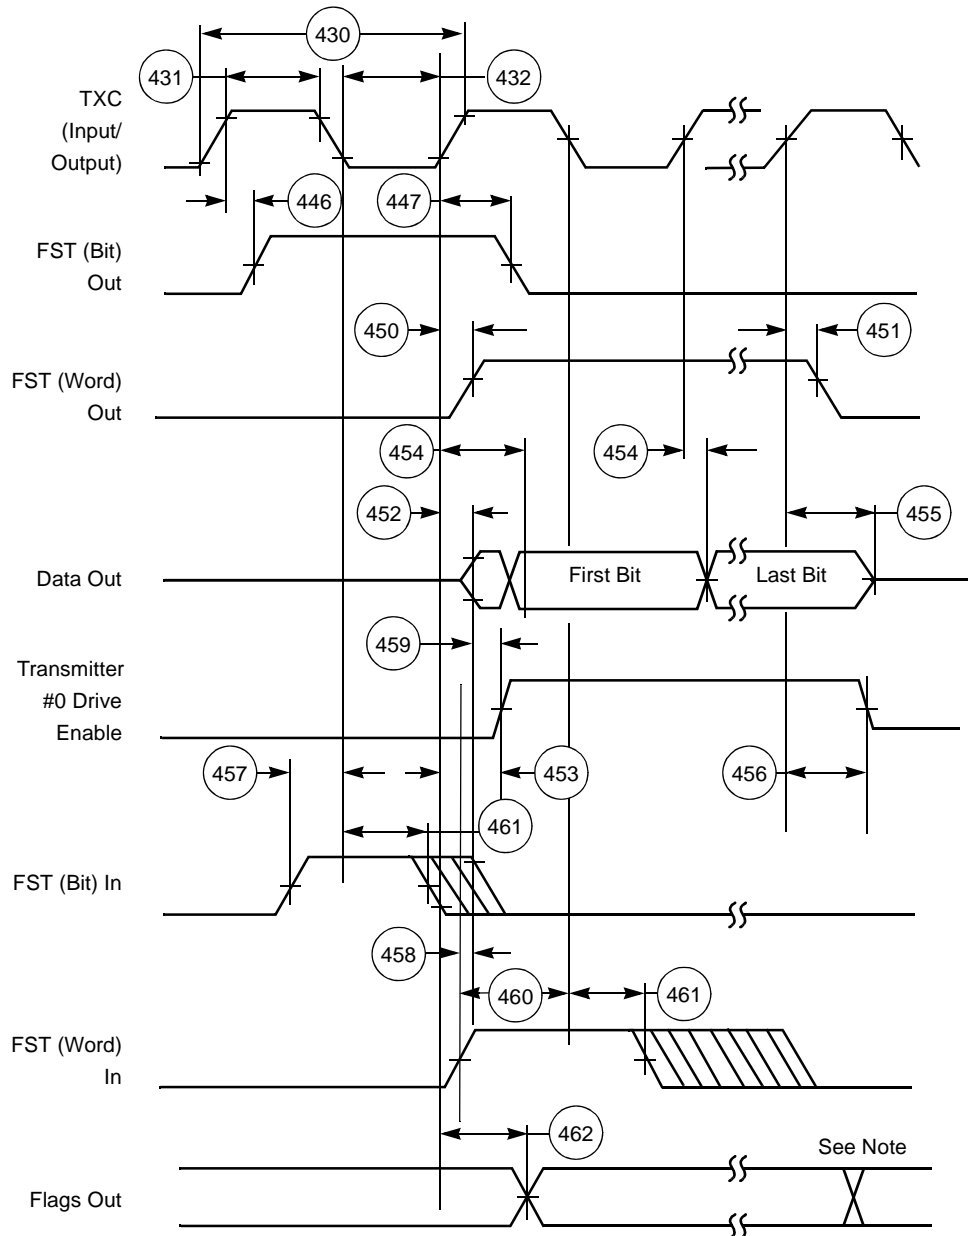 430
431
432
TXC
(Input/
Output)
446
447
FST (Bit)
Out
450
451
FST (Word)
Out
454
454
452
455
Data Out
First Bit
Last Bit
459
Transmitter
#0 Drive
Enable
457
453
456
461
FST (Bit) In
458
460
461
FST (Word)
In
462
See Note
Flags Out